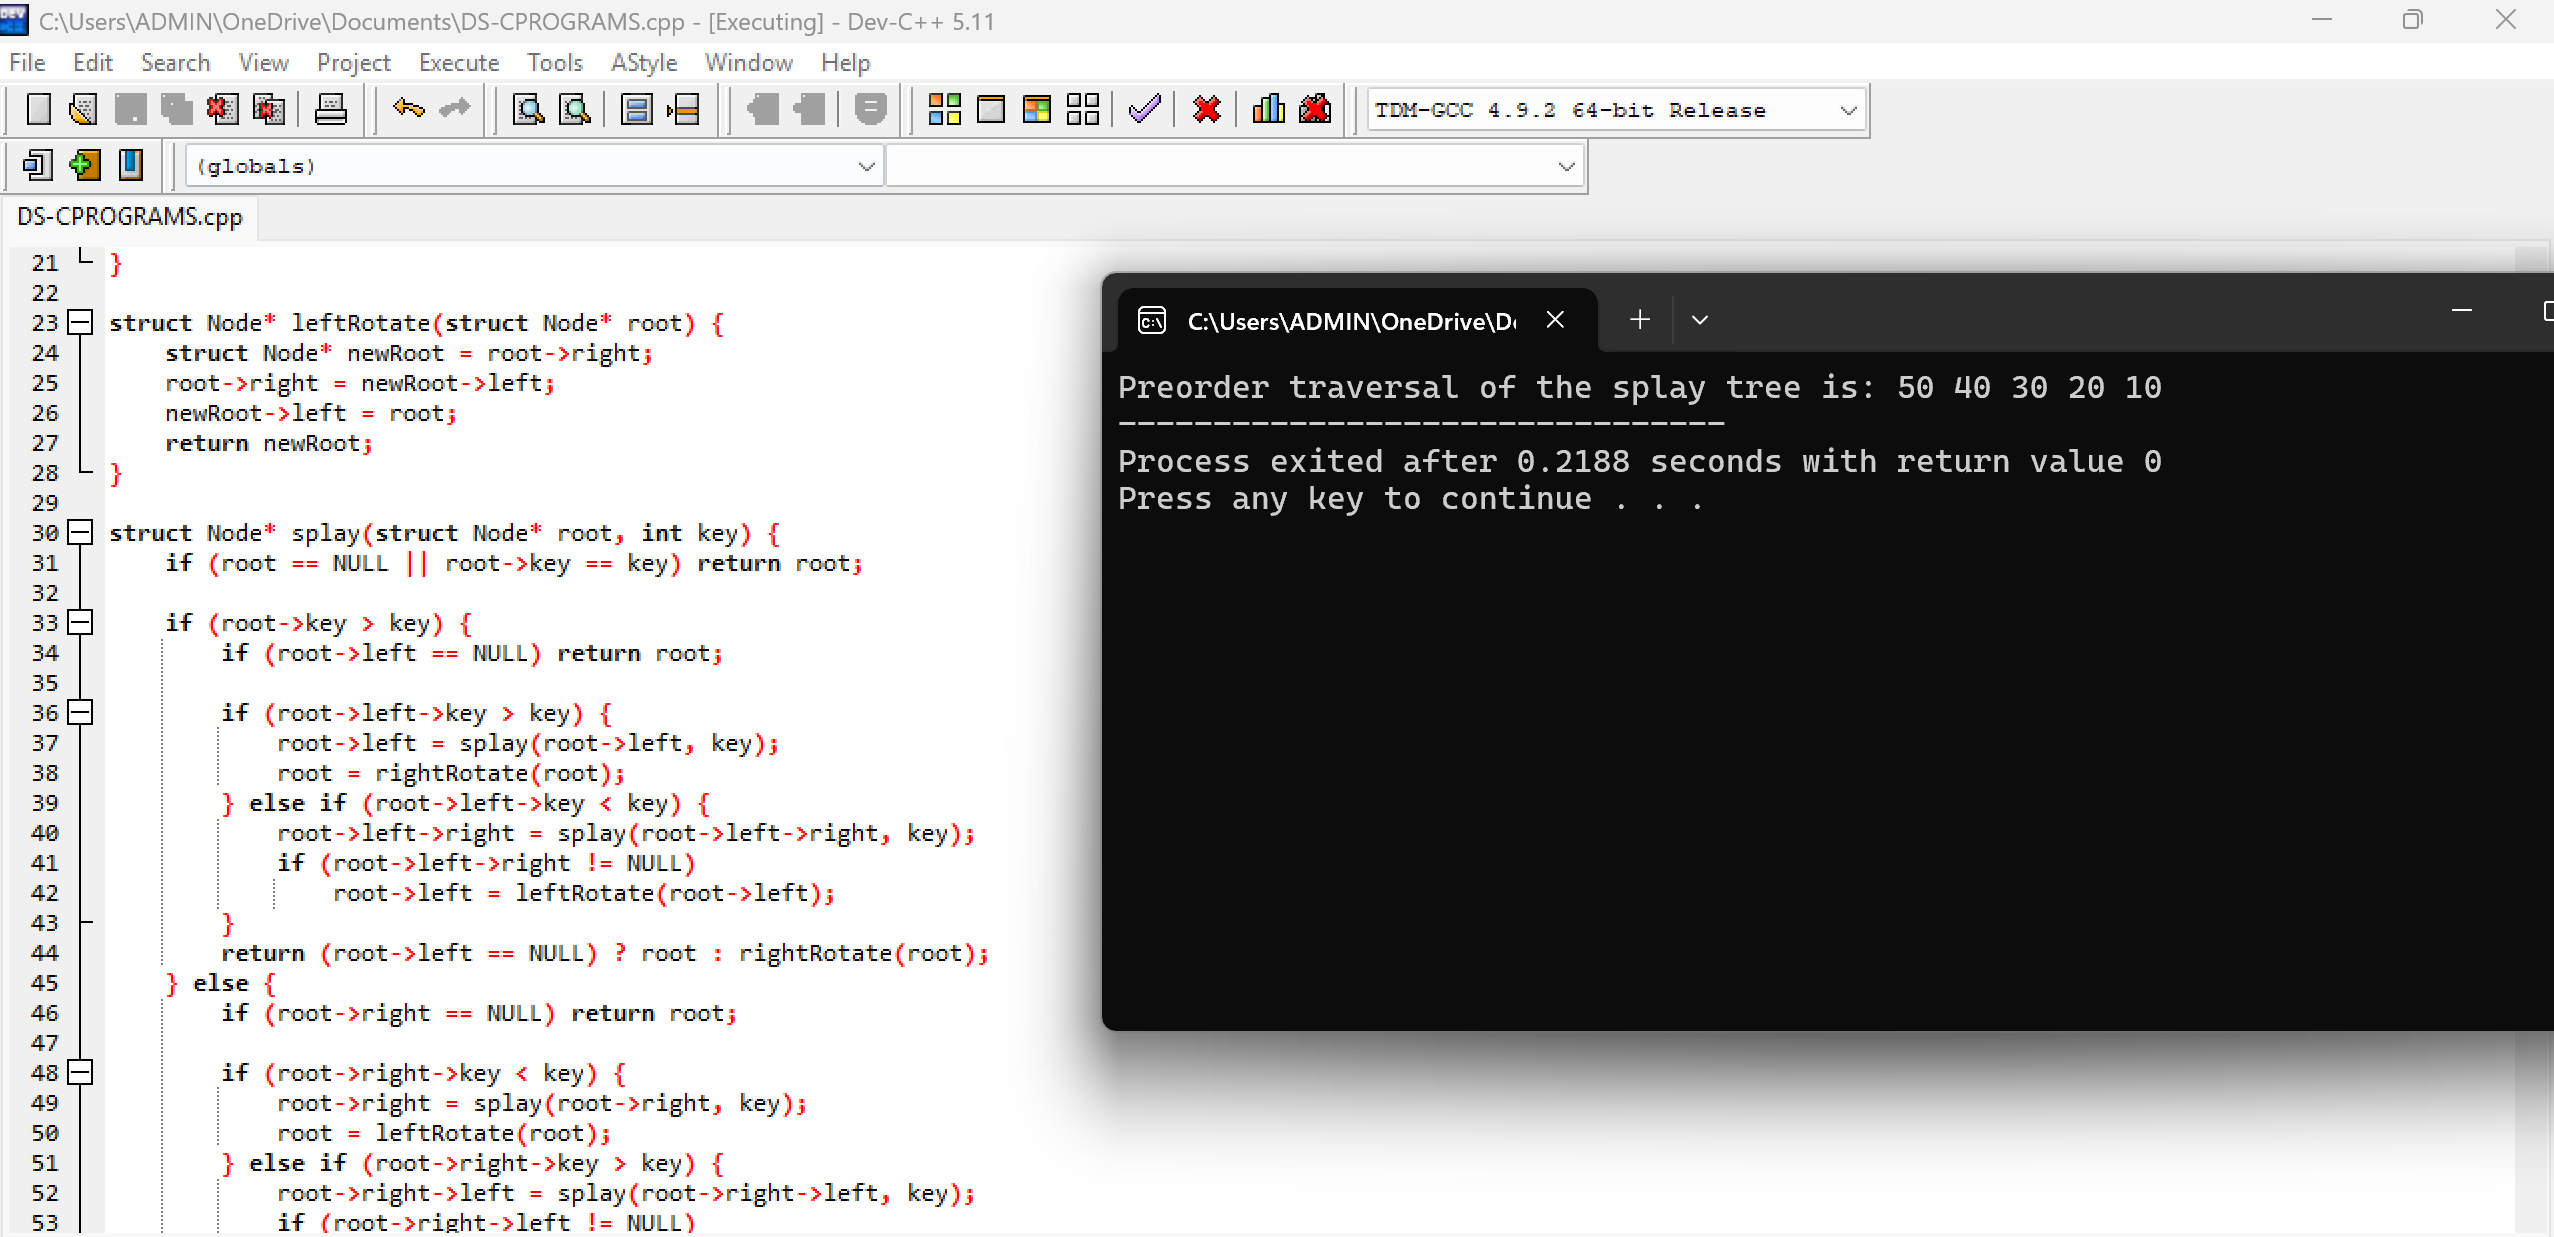 C:\Users\ADMIN\OneDrive\Documents\DS-CPROGRAMS.cpp - [Executing] - Dev-C++ 5.11
File Edit Search View Project Execute Tools AStyle Window Help
TDM-GCC 4.9.2 64-bit Release
(globals)
DS-CPROGRAMS.cpp
21 }
22
23 struct Node* leftRotate(struct Node* root) {
24     struct Node* newRoot = root->right;
25     root->right = newRoot->left;
26     newRoot->left = root;
27     return newRoot;
28 }
29
30 struct Node* splay(struct Node* root, int key) {
31     if (root == NULL || root->key == key) return root;
32
33     if (root->key > key) {
34         if (root->left == NULL) return root;
35
36         if (root->left->key > key) {
37             root->left = splay(root->left, key);
38             root = rightRotate(root);
39         } else if (root->left->key < key) {
40             root->left->right = splay(root->left->right, key);
41             if (root->left->right != NULL)
42                 root->left = leftRotate(root->left);
43         }
44         return (root->left == NULL) ? root : rightRotate(root);
45     } else {
46         if (root->right == NULL) return root;
47
48         if (root->right->key < key) {
49             root->right = splay(root->right, key);
50             root = leftRotate(root);
51         } else if (root->right->key > key) {
52             root->right->left = splay(root->right->left, key);
53             if (root->right->left != NULL)
C:\Users\ADMIN\OneDrive\D
Preorder traversal of the splay tree is: 50 40 30 20 10
--------------------------------
Process exited after 0.2188 seconds with return value 0
Press any key to continue . . .